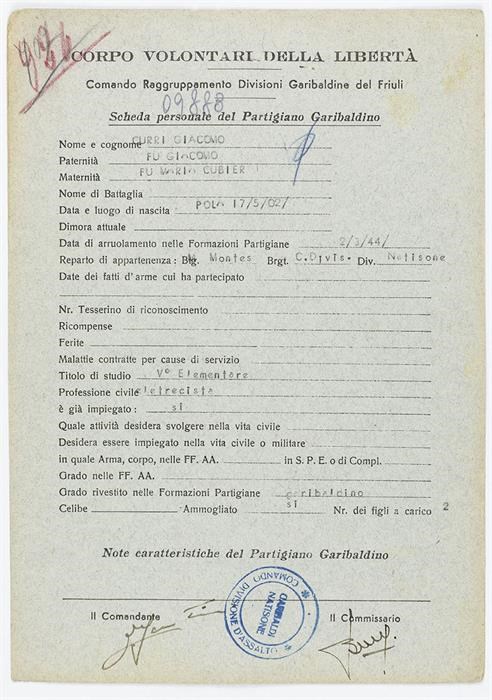 CORPO VOLONTARI DELLA LIBERTÀ
Comando Raggruppamento Divisioni Garibaldine del Friuli
09888
Scheda personale del Partigiano Garibaldino
Nome e cognome CURRI GIACOMO
Paternità FU GIACOMO
Maternità FU MARIA CUBIER
Nome di Battaglia
Data e luogo di nascita: POLA 17/5/02/
Dimora attuale
Data di arruolamento nelle Formazioni Partigiane 2/3/44/
Reparto di appartenenza: Btg. Montes Brgt. C.Divis. Div. Natisone
Date dei fatti d'arme cui ha partecipato
Nr. Tesserino di riconoscimento
Ricompense
Ferite
Malattie contratte per cause di servizio
Titolo di studio V° Elementare
Professione civile eletrecista
è già impiegato: si
Quale attività desidera svolgere nella vita civile
Desidera essere impiegato nella vita civile o militare
in quale Arma, corpo, nelle FF. AA. in S. P. E. o di Compl.
Grado nelle FF. AA.
Grado rivestito nelle Formazioni Partigiane garibaldino
Celibe Ammogliato si Nr. dei figli a carico 2
Note caratteristiche del Partigiano Garibaldino
Il Comandante Il Commissario
COMANDO DIVISIONE D'ASSALTO
GARIBALDI
NATISONE